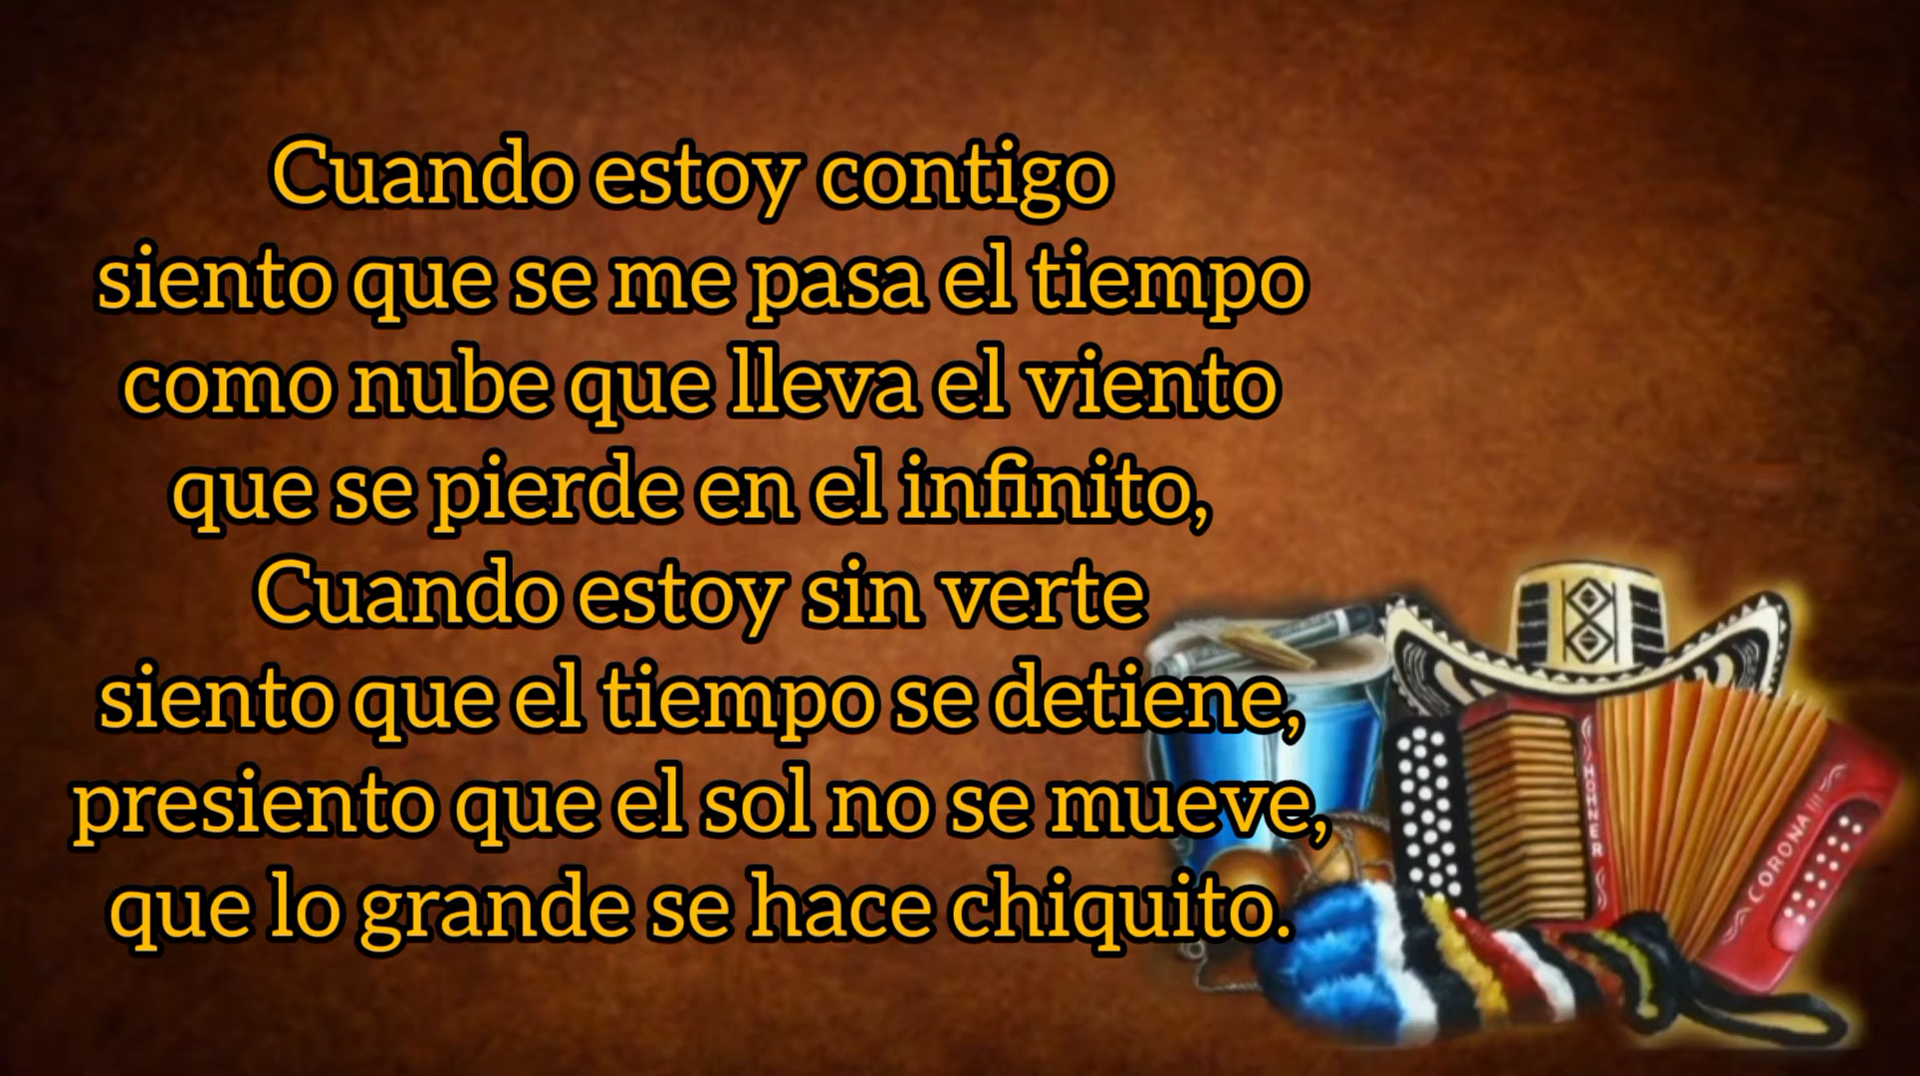 Cuando estoy contigo
siento que se me pasa el tiempo
como nube que lleva el viento
que se pierde en el infinito,
Cuando estoy sin verte
siento que el tiempo se detiene,
presiento que el sol no se mueve,
que lo grande se hace chiquito.
HOHNER
CORONA III